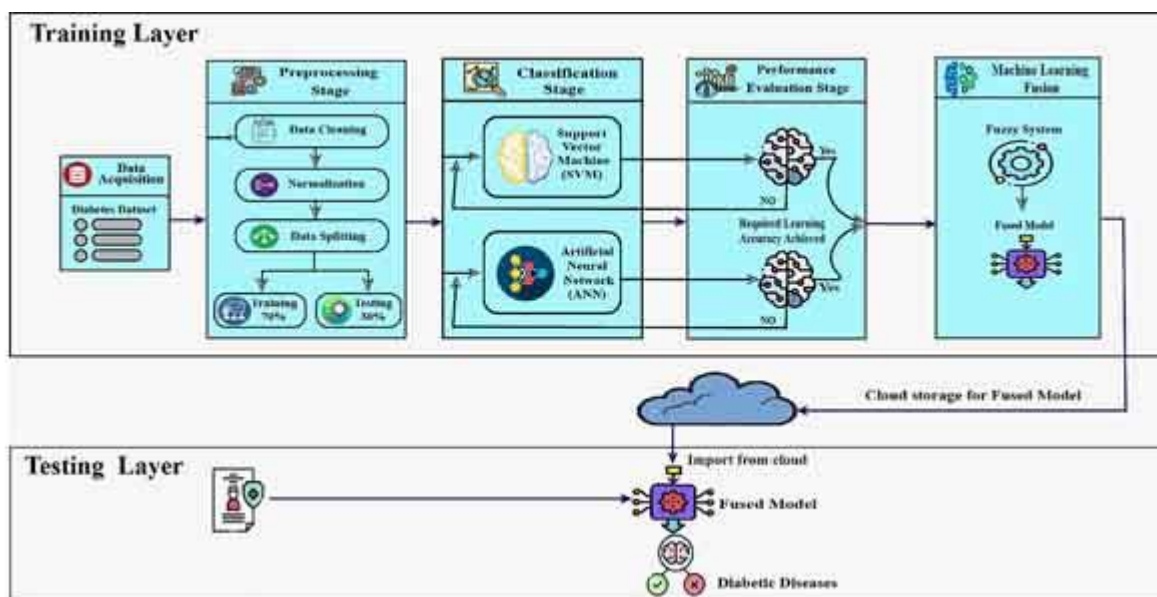 Training Layer
Data
Acquisition
Diabetes Dataset
Preprocessing
Stage
Data Cleaning
Normalization
Data Splitting
Training
70%
Testing
30%
Classification
Stage
Support
Vector
Machine
(SVM)
Artificial
Neural
Network
(ANN)
Performance
Evaluation Stage
Yes
NO
Required Learning
Accuracy Achieved
Yes
NO
Machine Learning
Fusion
Fuzzy System
Fused Model
Cloud storage for Fused Model
Testing Layer
Import from cloud
Fused Model
Diabetic Diseases